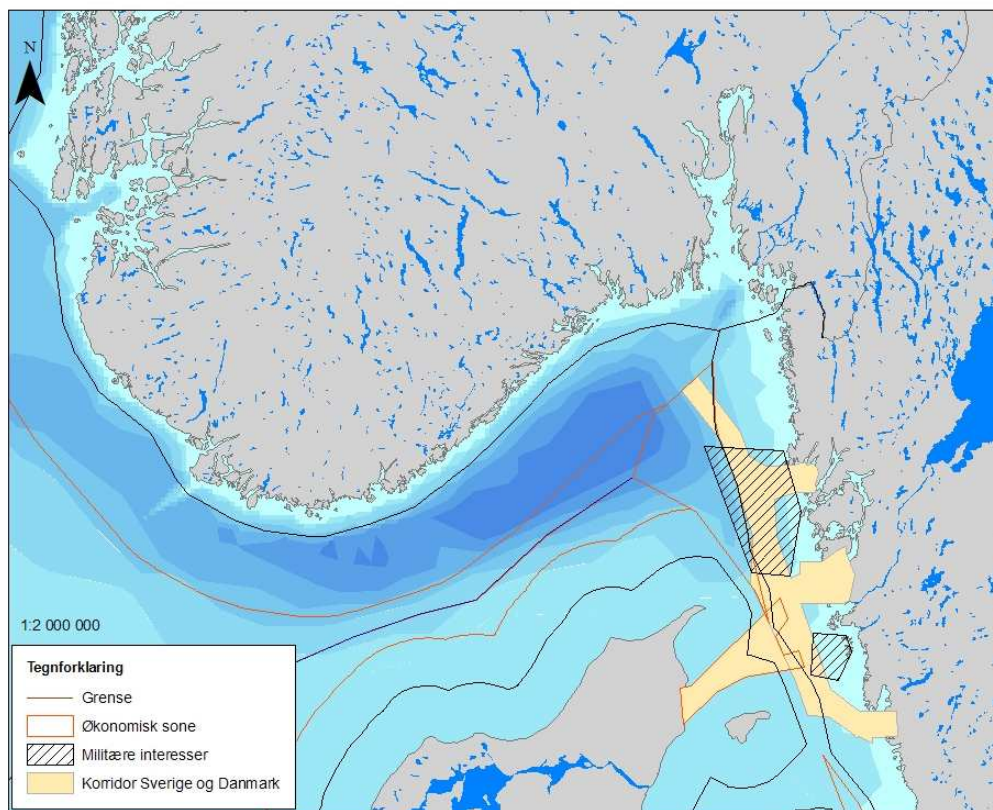 N
1:2 000 000
Tegnforklaring
Grense
Økonomisk sone
Militære interesser
Korridor Sverige og Danmark